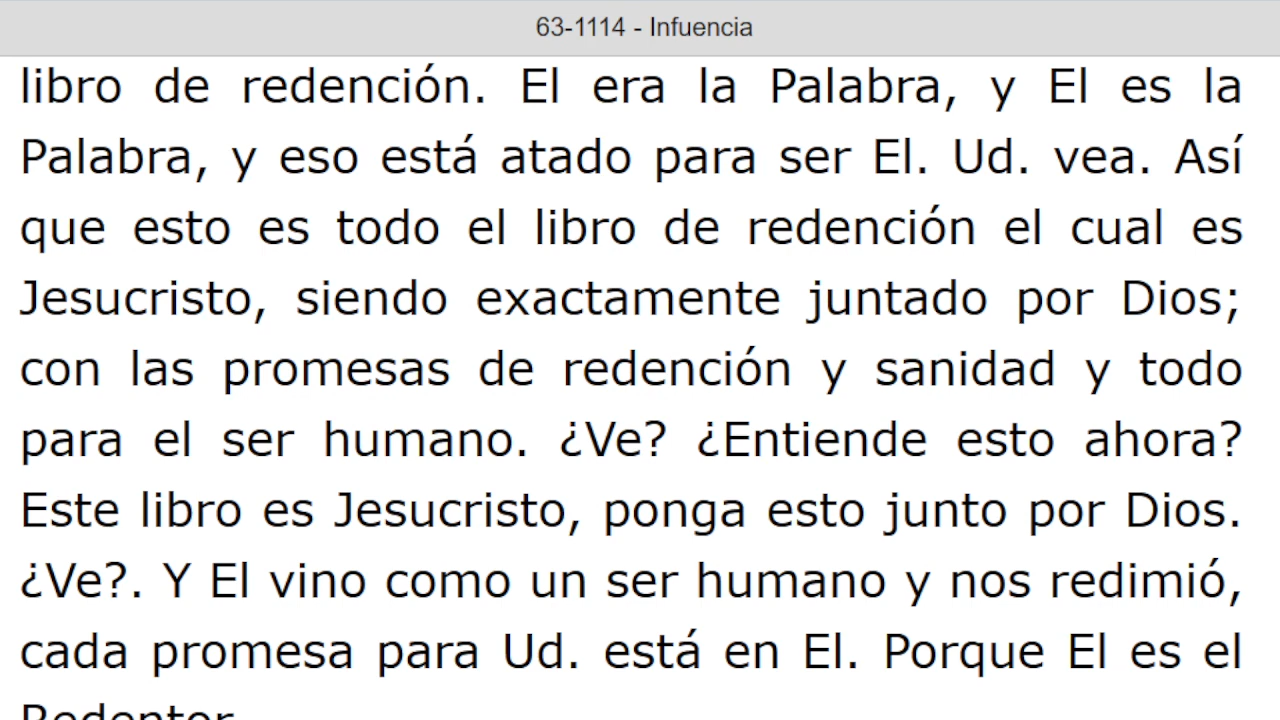 63-1114 - Infuencia
libro de redención. El era la Palabra, y El es la
Palabra, y eso está atado para ser El. Ud. vea. Así
que esto es todo el libro de redención el cual es
Jesucristo, siendo exactamente juntado por Dios;
con las promesas de redención y sanidad y todo
para el ser humano. ¿Ve? ¿Entiende esto ahora?
Este libro es Jesucristo, ponga esto junto por Dios.
¿Ve?. Y El vino como un ser humano y nos redimió,
cada promesa para Ud. está en El. Porque El es el
Redentor